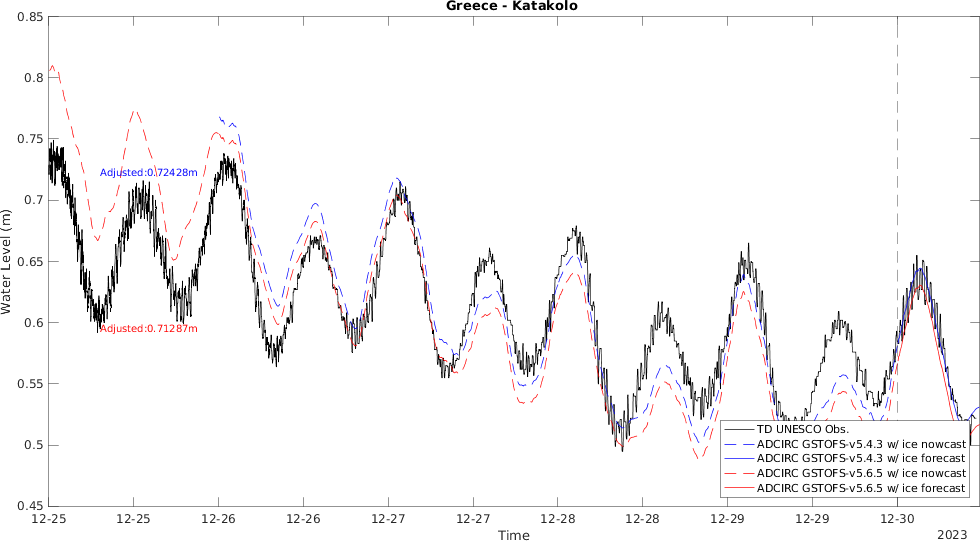 Greece - Katakolo
0.85
0.8
0.75
0.7
0.65
0.6
0.55
0.5
0.45
Water Level (m)
Adjusted:0.72428m
Adjusted:0.71287m
TD UNESCO Obs.
ADCIRC GSTOFS-v5.4.3 w/ ice nowcast
ADCIRC GSTOFS-v5.4.3 w/ ice forecast
ADCIRC GSTOFS-v5.6.5 w/ ice nowcast
ADCIRC GSTOFS-v5.6.5 w/ ice forecast
12-25 12-25 12-26 12-26 12-27 12-27 12-28 12-28 12-29 12-29 12-30
Time
2023